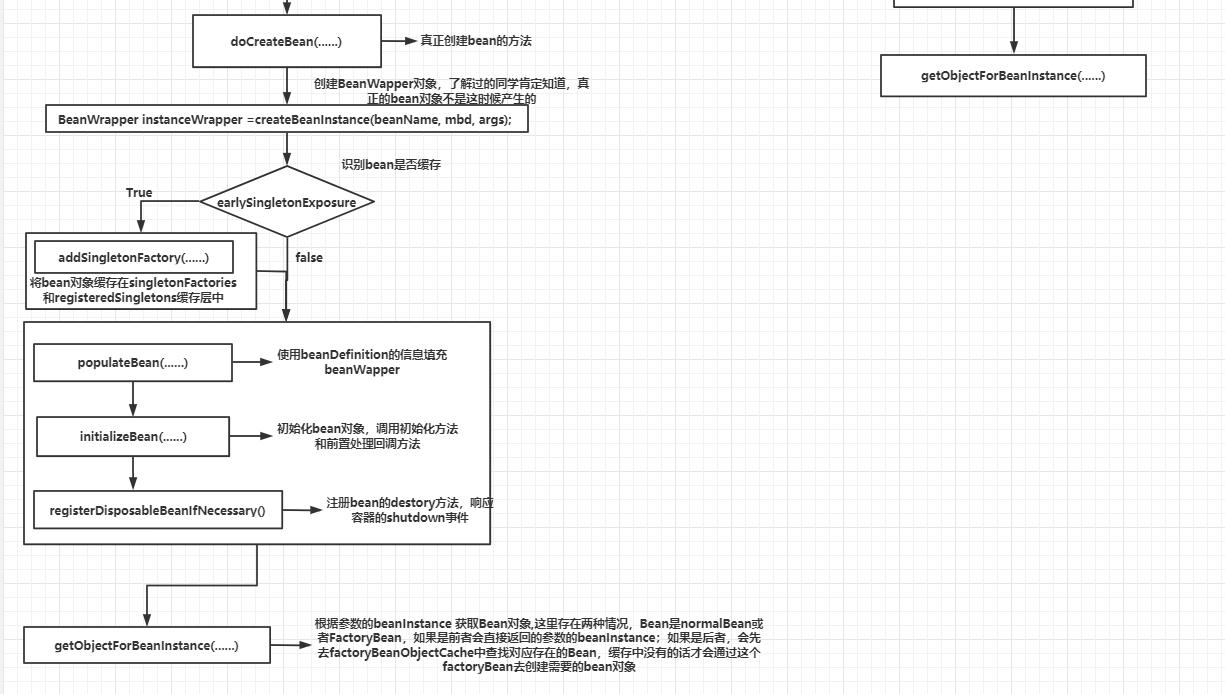 doCreateBean(......)
真正创建bean的方法
getObjectForBeanInstance(......)
创建BeanWapper对象，了解过的同学肯定知道，真
正的bean对象不是这时候产生的
BeanWrapper instanceWrapper =createBeanInstance(beanName, mbd, args);
识别bean是否缓存
True
earlySingletonExposure
false
addSingletonFactory(......)
将bean对象缓存在singletonFactories
和registeredSingletons缓存层中
populateBean(......)
使用beanDefinition的信息填充
beanWapper
initializeBean(......)
初始化bean对象，调用初始化方法
和前置处理回调方法
registerDisposableBeanIfNecessary()
注册bean的destory方法，响应
容器的shutdown事件
getObjectForBeanInstance(......)
根据参数的beanInstance 获取Bean对象,这里存在两种情况，Bean是normalBean或
者FactoryBean，如果是前者会直接返回的参数的beanInstance；如果是后者，会先
去factoryBeanObjectCache中查找对应存在的Bean，缓存中没有的话才会通过这个
factoryBean去创建需要的bean对象